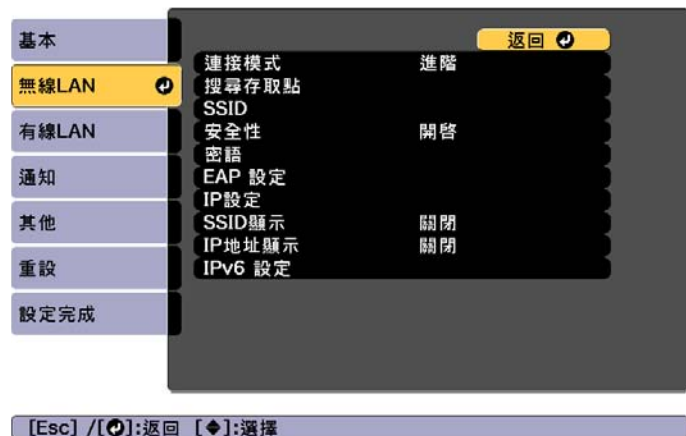 基本
無線LAN
有線LAN
通知
其他
重設
設定完成
返回
連接模式 進階
搜尋存取點
SSID
安全性 開啓
密語
EAP 設定
IP設定
SSID顯示 關閉
IP地址顯示 關閉
IPv6 設定
[Esc] /[↵]:返回 [◆]:選擇